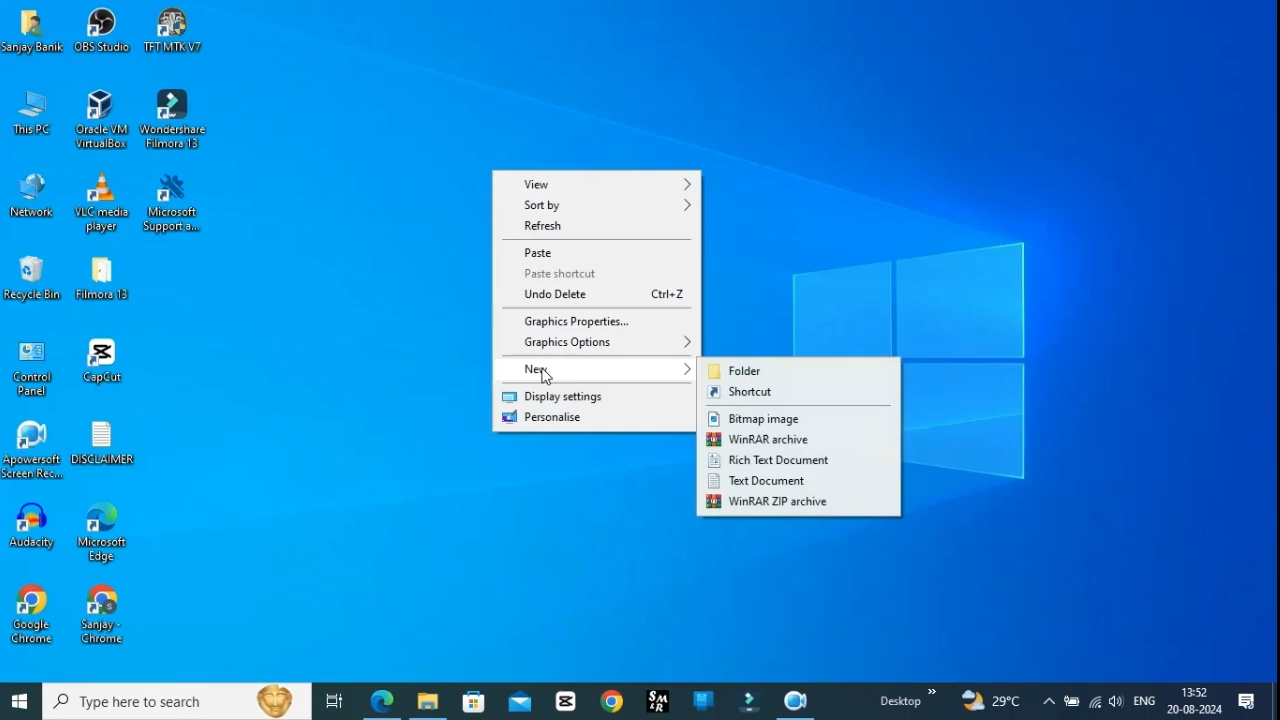 Sanjay Banik
OBS Studio
TFT MTK V7
This PC
Oracle VM
VirtualBox
Wondershare
Filmora 13
Network
VLC media
player
Microsoft
Support a...
Recycle Bin
Filmora 13
Control
Panel
CapCut
Apowersoft
Screen Rec...
DISCLAIMER
Audacity
Microsoft
Edge
Google
Chrome
Sanjay -
Chrome
View
Sort by
Refresh
Paste
Paste shortcut
Undo Delete Ctrl+Z
Graphics Properties...
Graphics Options
New
Display settings
Personalise
Folder
Shortcut
Bitmap image
WinRAR archive
Rich Text Document
Text Document
WinRAR ZIP archive
Type here to search
SM
&R
Desktop
29°C
ENG
13:52
20-08-2024